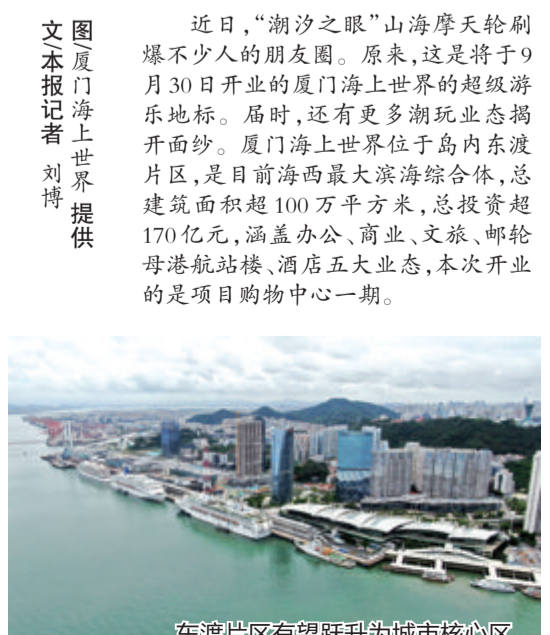 文/本报记者 刘博
图/厦门海上世界 提供
近日，“潮汐之眼”山海摩天轮刷
爆不少人的朋友圈。原来，这是将于9
月30日开业的厦门海上世界的超级游
乐地标。届时，还有更多潮玩业态揭
开面纱。厦门海上世界位于岛内东渡
片区，是目前海西最大滨海综合体，总
建筑面积超100万平方米，总投资超
170亿元，涵盖办公、商业、文旅、邮轮
母港航站楼、酒店五大业态，本次开业
的是项目购物中心一期。
东渡片区有望跃升为城市核心区